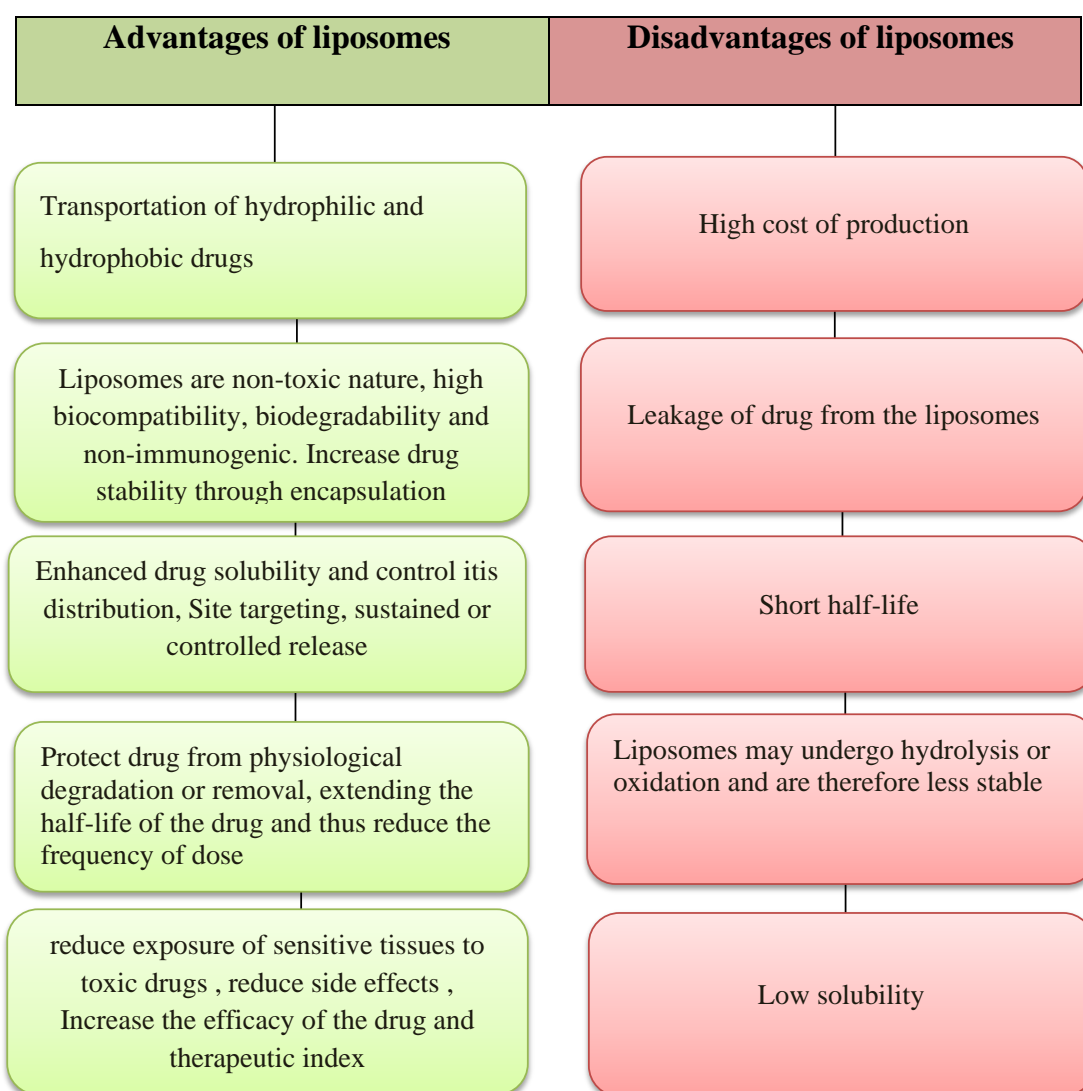 Advantages of liposomes
Disadvantages of liposomes
Transportation of hydrophilic and
hydrophobic drugs
Liposomes are non-toxic nature, high
biocompatibility, biodegradability and
non-immunogenic. Increase drug
stability through encapsulation
Enhanced drug solubility and control itis
distribution, Site targeting, sustained or
controlled release
Protect drug from physiological
degradation or removal, extending the
half-life of the drug and thus reduce the
frequency of dose
reduce exposure of sensitive tissues to
toxic drugs , reduce side effects ,
Increase the efficacy of the drug and
therapeutic index
High cost of production
Leakage of drug from the liposomes
Short half-life
Liposomes may undergo hydrolysis or
oxidation and are therefore less stable
Low solubility